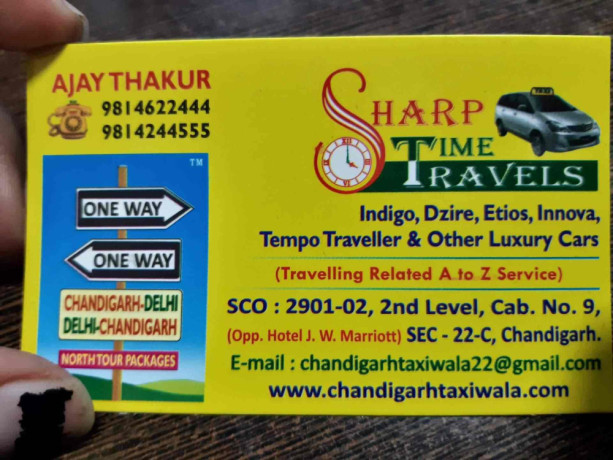 AJAY THAKUR
9814622444
9814244555
TM
ONE WAY
ONE WAY
CHANDIGARH-DELHI
DELHI-CHANDIGARH
NORTH TOUR PACKAGES
TAXI
SHARP
TIME
TRAVELS
Indigo, Dzire, Etios, Innova,
Tempo Traveller & Other Luxury Cars
(Travelling Related A to Z Service)
SCO : 2901-02, 2nd Level, Cab. No. 9,
(Opp. Hotel J. W. Marriott) SEC - 22-C, Chandigarh.
E-mail : chandigarhtaxiwala22@gmail.com
www.chandigarhtaxiwala.com